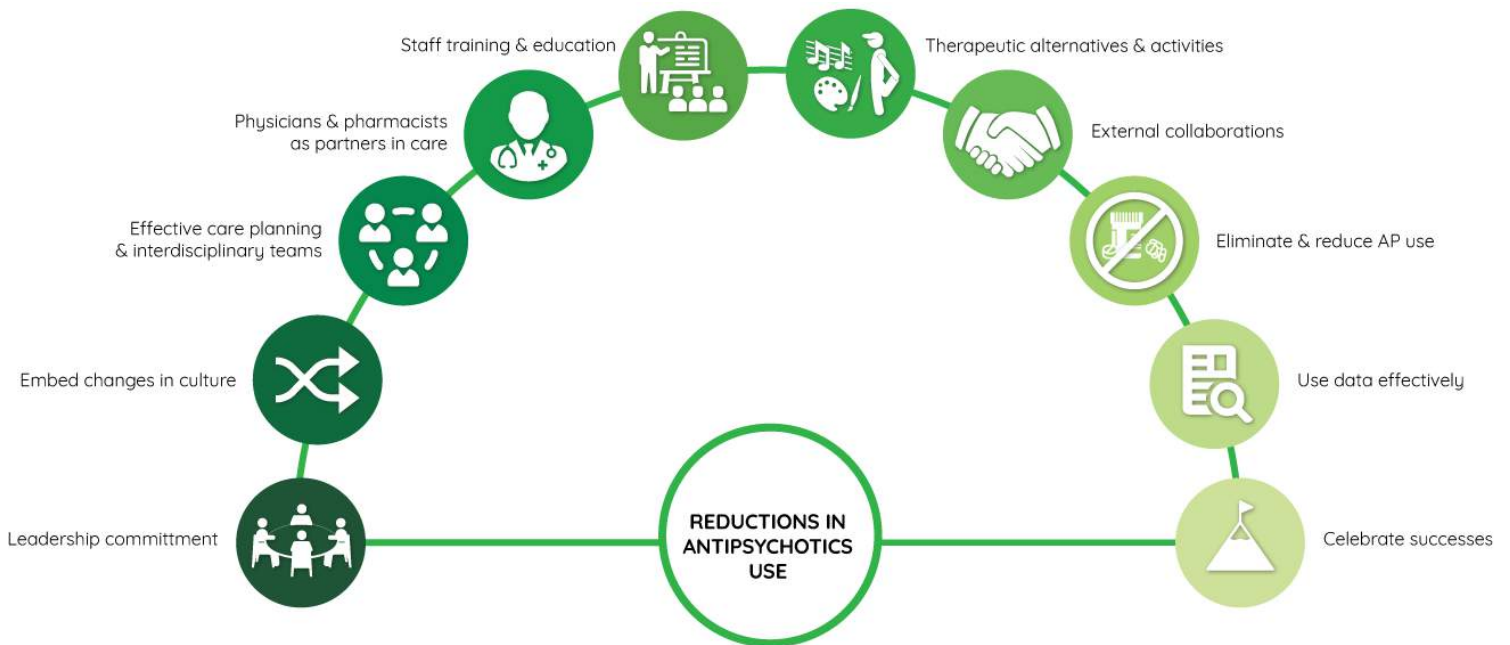 Staff training & education
Therapeutic alternatives & activities
Physicians & pharmacists
as partners in care
External collaborations
Effective care planning
& interdisciplinary teams
Eliminate & reduce AP use
Embed changes in culture
Use data effectively
Leadership committment
REDUCTIONS IN
ANTIPSYCHOTICS
USE
Celebrate successes